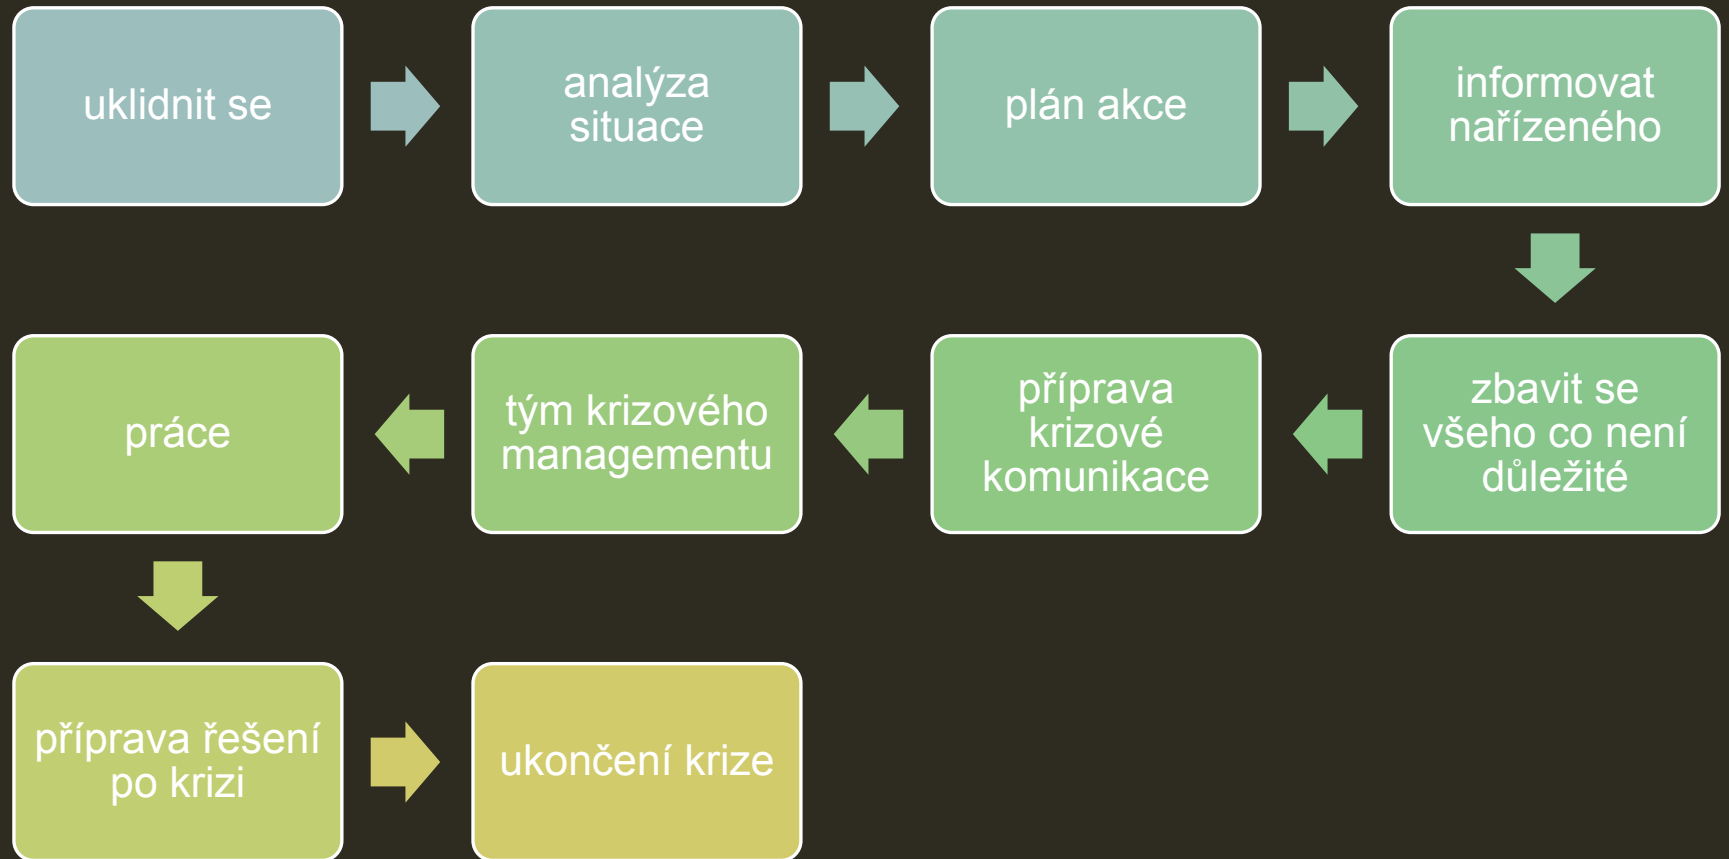 uklidnit se
analýza
situace
plán akce
informovat
nařízeného
zbavit se
všeho co není
důležité
příprava
krizové
komunikace
tým krizového
managementu
práce
příprava řešení
po krizi
ukončení krize